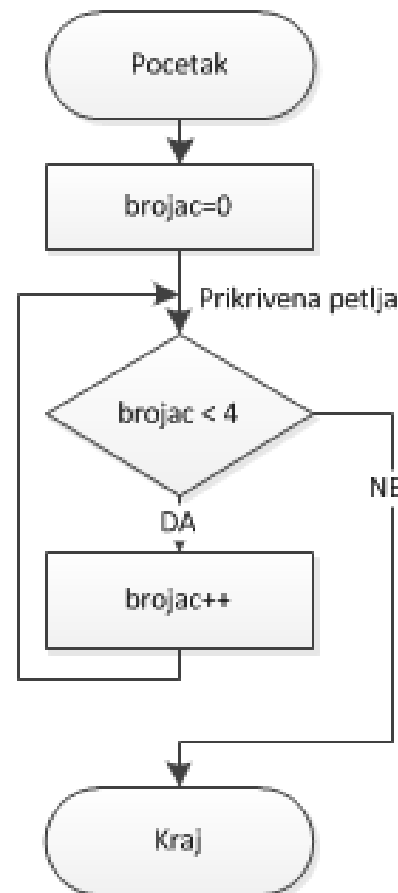 Pocetak
brojac=0
Prikrivena petlja
brojac < 4
NE
DA
brojac++
Kraj